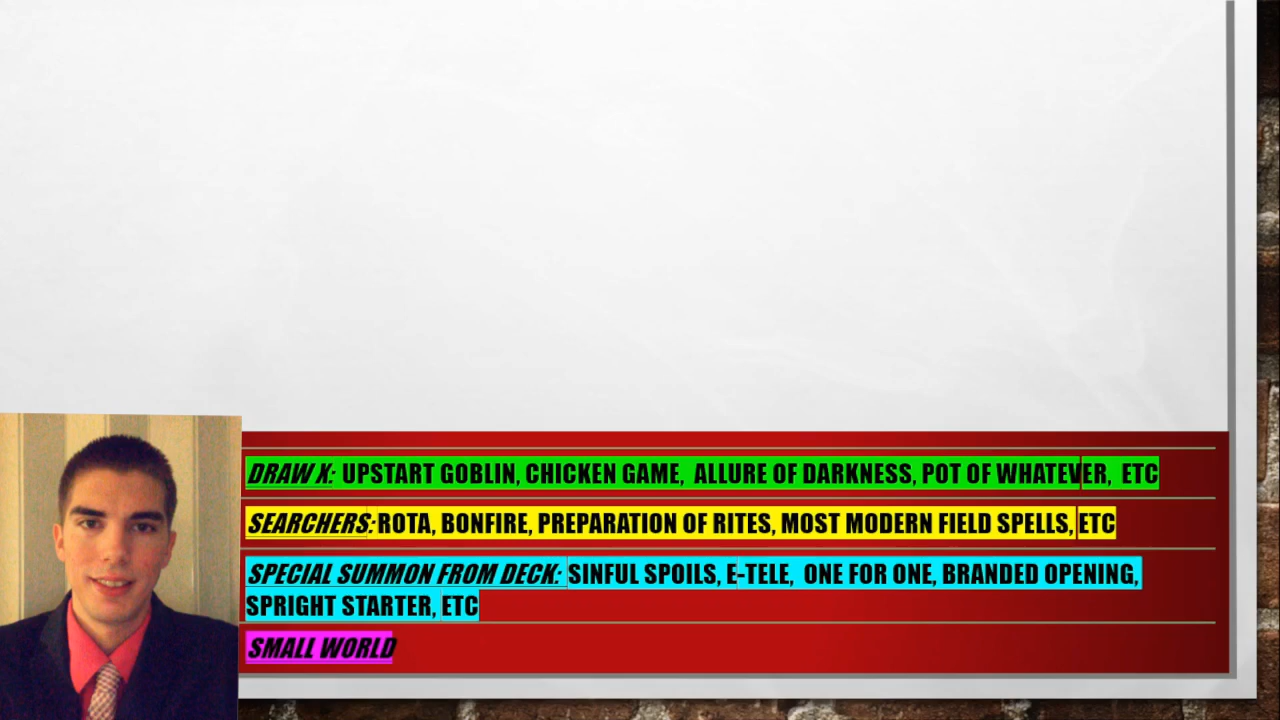 DRAW X: UPSTART GOBLIN, CHICKEN GAME, ALLURE OF DARKNESS, POT OF WHATEVER, ETC
SEARCHERS: ROTA, BONFIRE, PREPARATION OF RITES, MOST MODERN FIELD SPELLS, ETC
SPECIAL SUMMON FROM DECK: SINFUL SPOILS, E-TELE, ONE FOR ONE, BRANDED OPENING,
SPRIGHT STARTER, ETC
SMALL WORLD